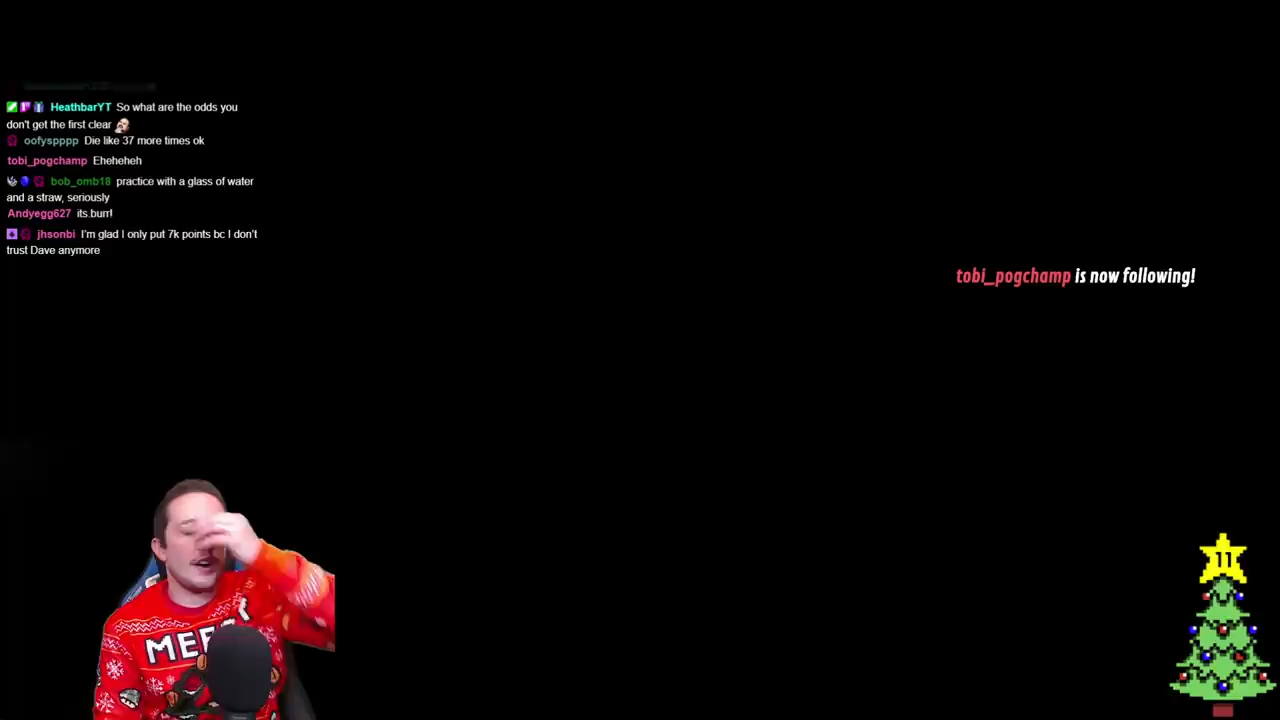 HeathbarYT So what are the odds you
don't get the first clear
oofyspppp Die like 37 more times ok
tobi_pogchamp Eheheheh
bob_omb18 practice with a glass of water
and a straw, seriously
Andyegg627 its burr!
jhsonbi I'm glad I only put 7k points bc I don't
trust Dave anymore
tobi_pogchamp is now following!
11